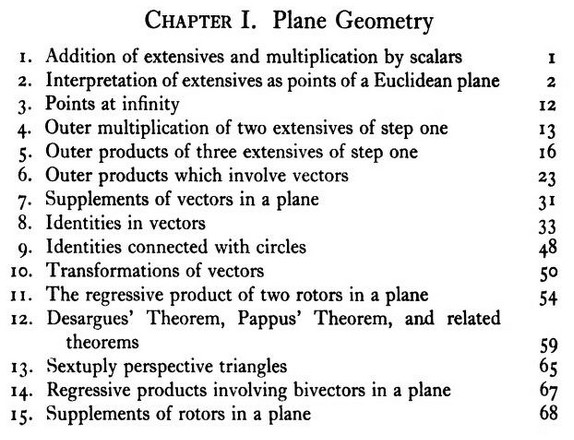 CHAPTER I. Plane Geometry
1. Addition of extensives and multiplication by scalars 1
2. Interpretation of extensives as points of a Euclidean plane 2
3. Points at infinity 12
4. Outer multiplication of two extensives of step one 13
5. Outer products of three extensives of step one 16
6. Outer products which involve vectors 23
7. Supplements of vectors in a plane 31
8. Identities in vectors 33
9. Identities connected with circles 48
10. Transformations of vectors 50
11. The regressive product of two rotors in a plane 54
12. Desargues' Theorem, Pappus' Theorem, and related
theorems 59
13. Sextuply perspective triangles 65
14. Regressive products involving bivectors in a plane 67
15. Supplements of rotors in a plane 68